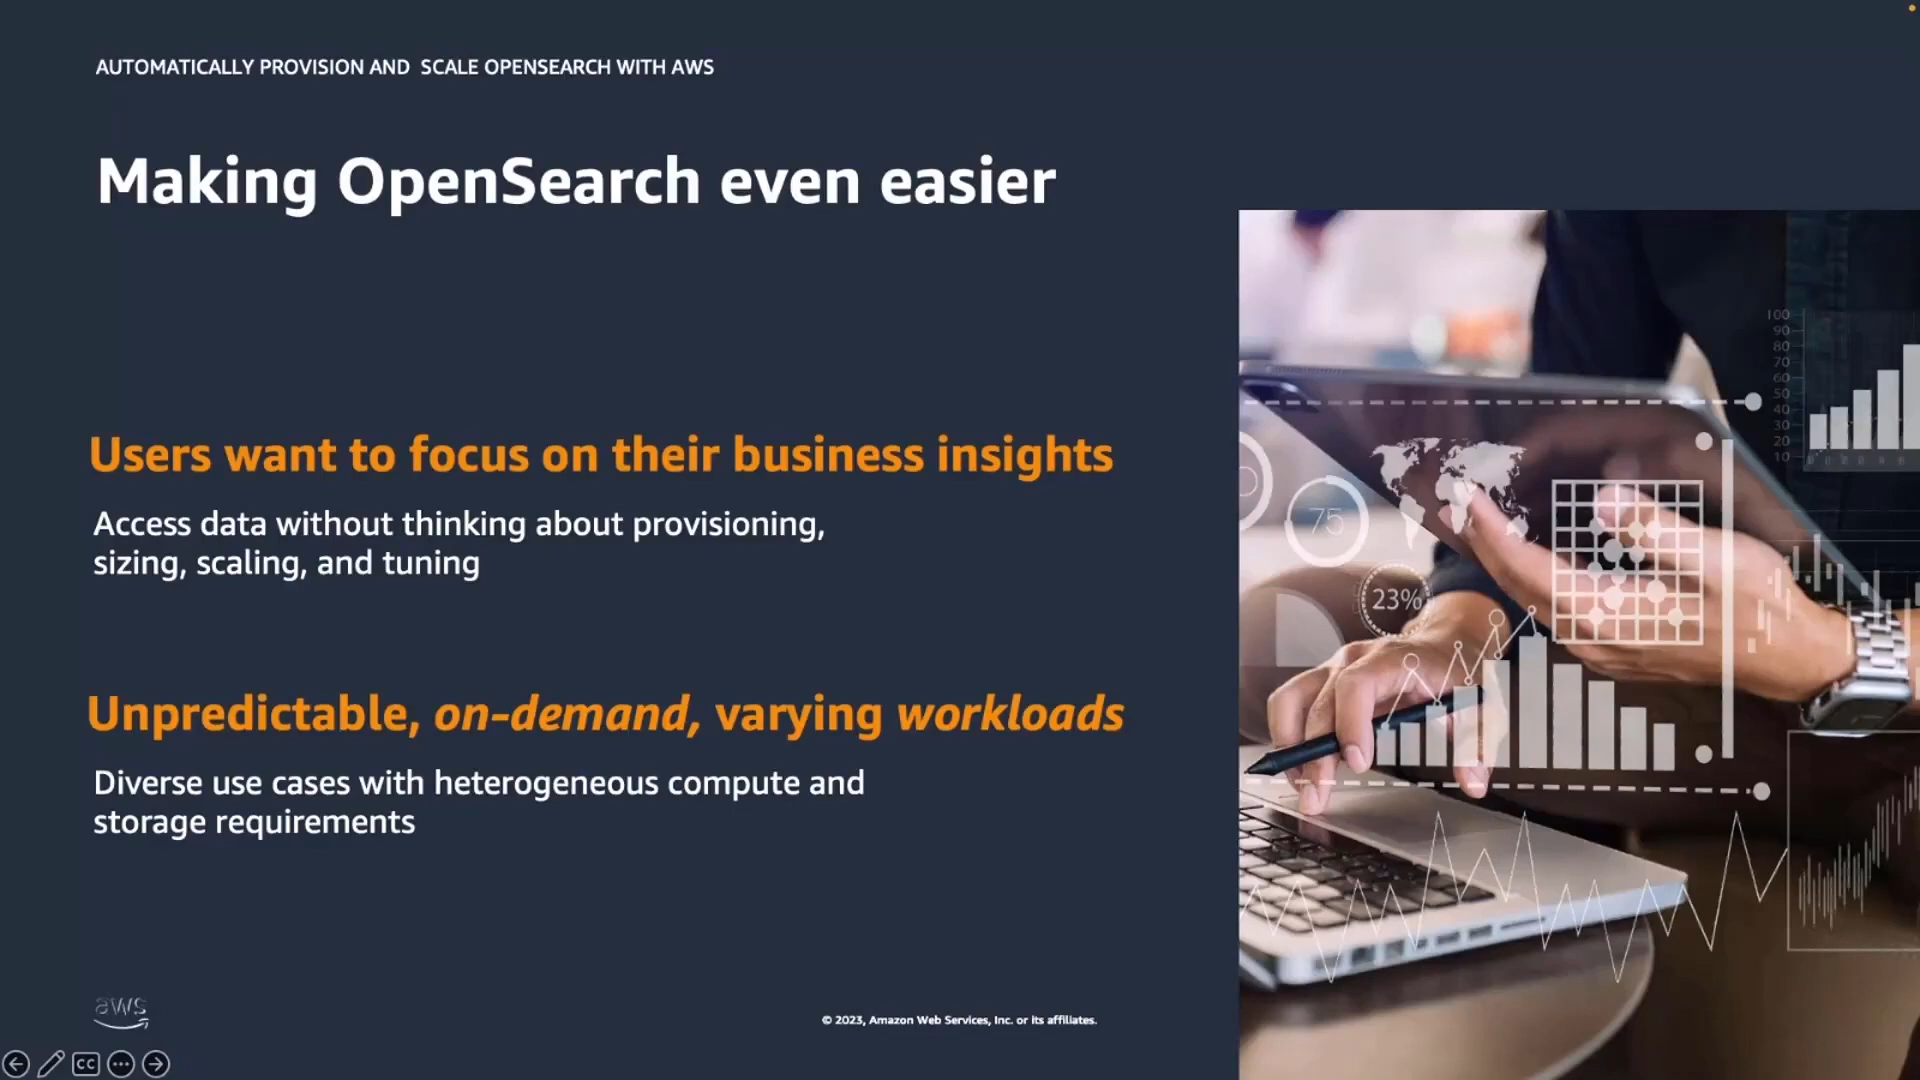 AUTOMATICALLY PROVISION AND SCALE OPENSEARCH WITH AWS
Making OpenSearch even easier
Users want to focus on their business insights
Access data without thinking about provisioning,
sizing, scaling, and tuning
Unpredictable, on-demand, varying workloads
Diverse use cases with heterogeneous compute and
storage requirements
100
90
80
70
60
50
40
30
20
10
75
23%
aws
© 2023, Amazon Web Services, Inc. or its affiliates.
CC